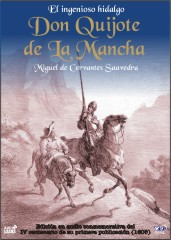 El ingenioso hidalgo
Don Quijote
de La Mancha
Miguel de Cervantes Saavedra
Edición en audio conmemorativa del
IV centenario de su primera publicación (1605)